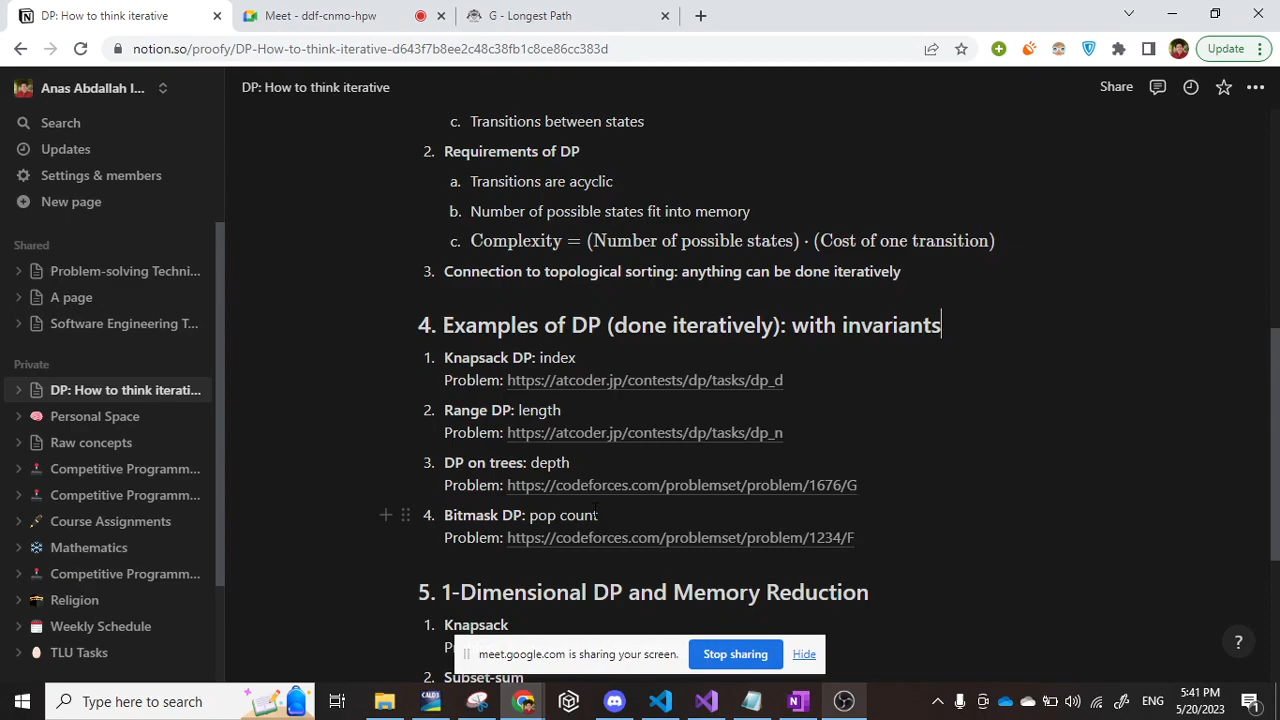 DP: How to think iterative
Meet - ddf-cnmo-hpw
G - Longest Path
notion.so/proofy/DP-How-to-think-iterative-d643f7b8ee2c48c38fb1c8ce86cc383d
Update
Anas Abdallah I...
DP: How to think iterative
Share
Search
Updates
Settings & members
New page
Shared
Problem-solving Techni...
A page
Software Engineering T...
Private
DP: How to think iterati...
Personal Space
Raw concepts
Competitive Programm...
Competitive Programm...
Course Assignments
Mathematics
Competitive Programm...
Religion
Weekly Schedule
TLU Tasks
c. Transitions between states
2. Requirements of DP
a. Transitions are acyclic
b. Number of possible states fit into memory
c. Complexity = (Number of possible states) · (Cost of one transition)
3. Connection to topological sorting: anything can be done iteratively
4. Examples of DP (done iteratively): with invariants
1. Knapsack DP: index
Problem: https://atcoder.jp/contests/dp/tasks/dp_d
2. Range DP: length
Problem: https://atcoder.jp/contests/dp/tasks/dp_n
3. DP on trees: depth
Problem: https://codeforces.com/problemset/problem/1676/G
4. Bitmask DP: pop count
Problem: https://codeforces.com/problemset/problem/1234/F
5. 1-Dimensional DP and Memory Reduction
1. Knapsack
2. Subset-sum
meet.google.com is sharing your screen.
Stop sharing
Hide
?
Type here to search
ENG
5:41 PM
5/20/2023